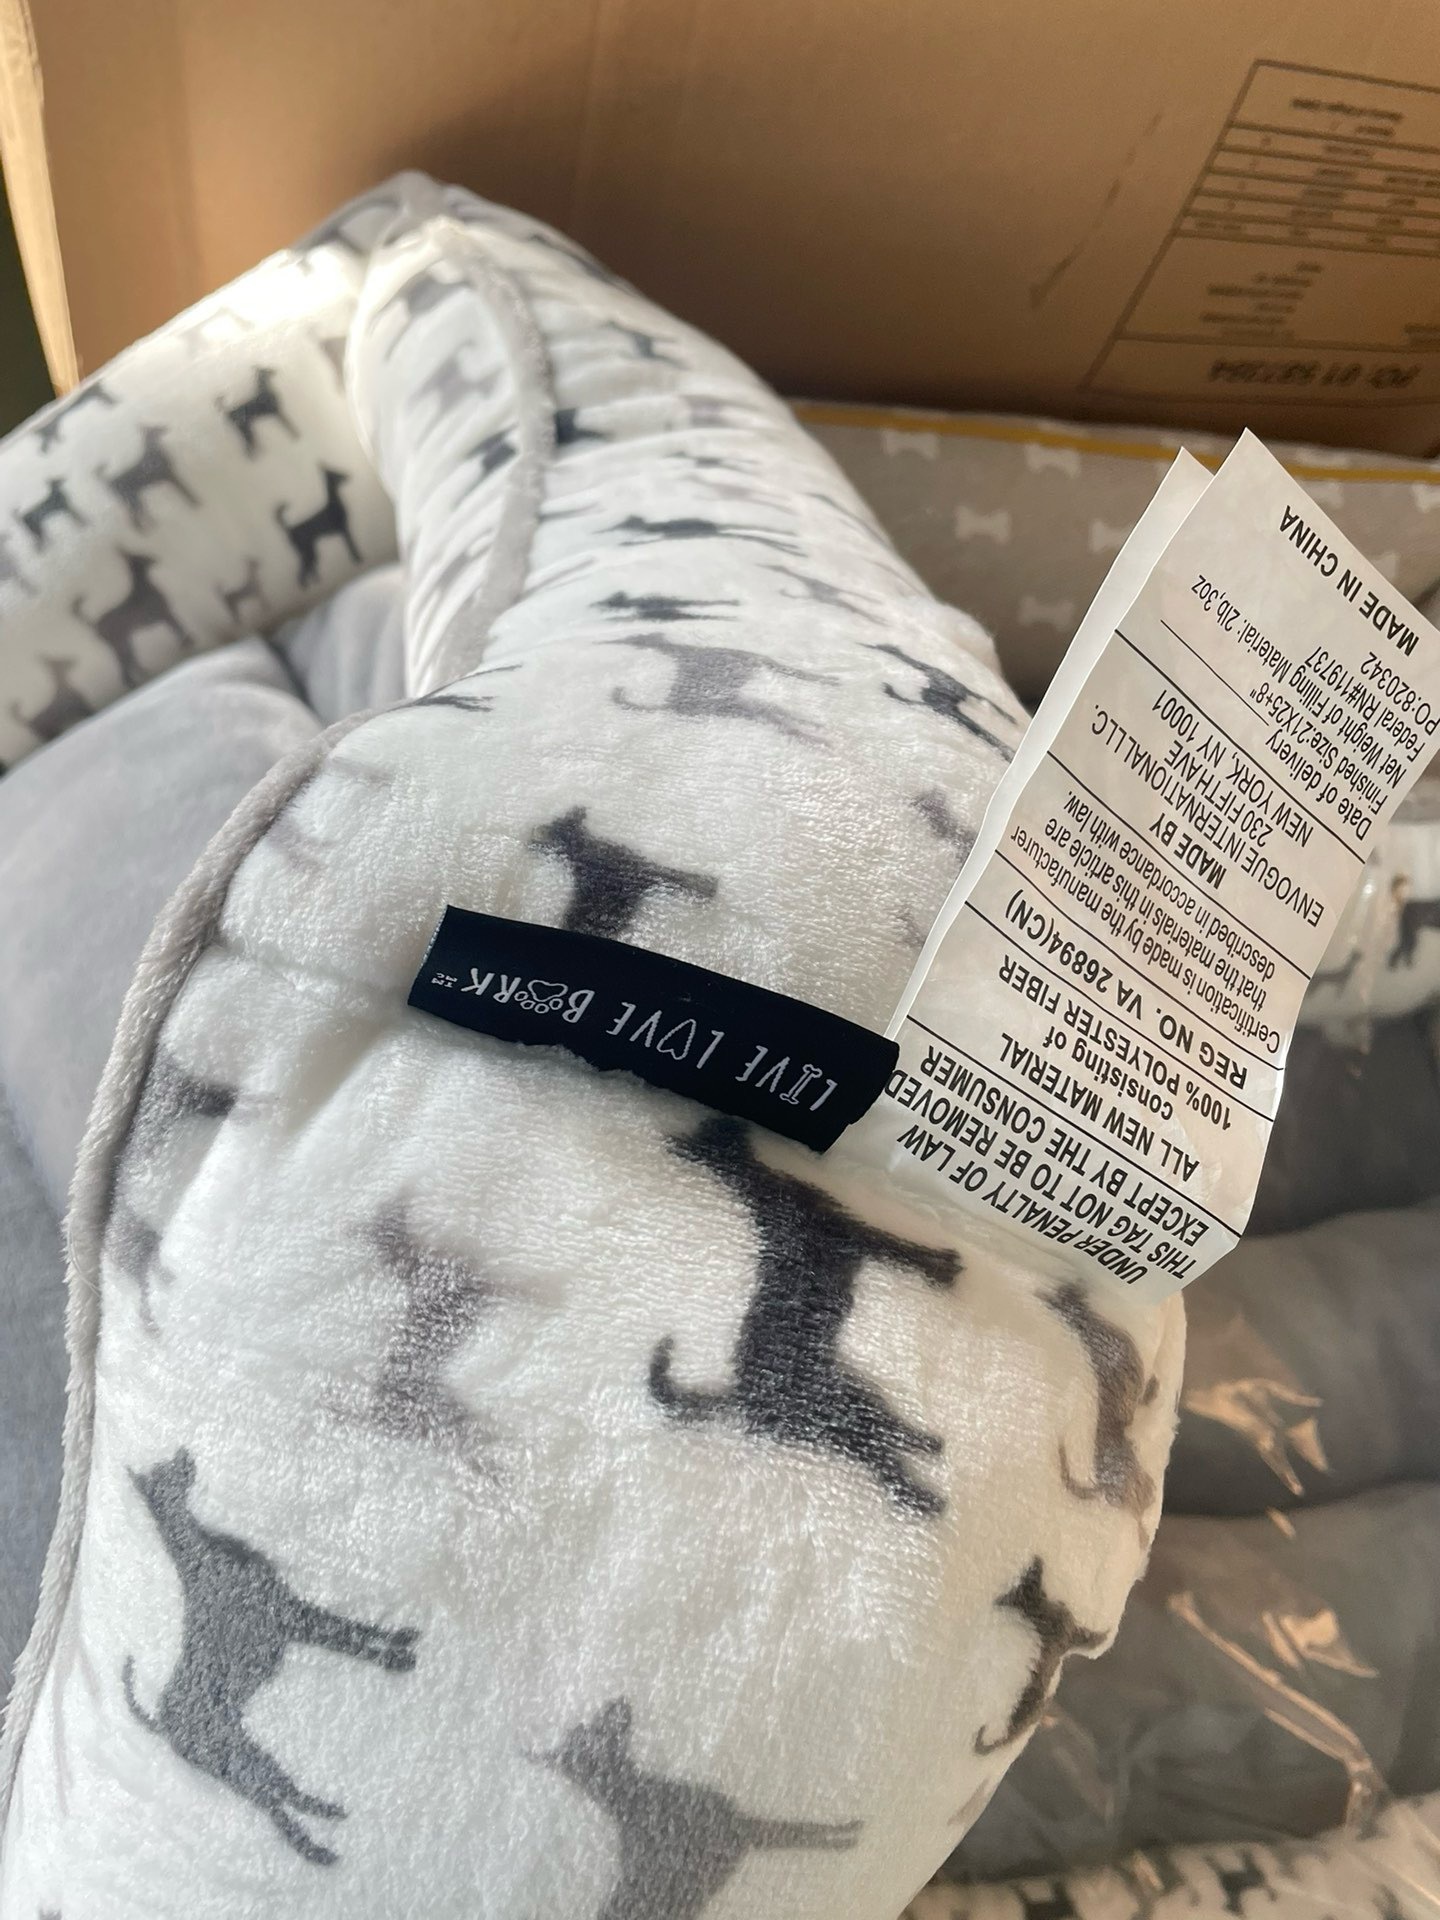 LIVE LOVE BARK
UNDER PENALTY OF LAW
THIS TAG NOT TO BE REMOVED
EXCEPT BY THE CONSUMER
ALL NEW MATERIAL
consisting of
100% POLYESTER FIBER
REG NO. VA 26894(CN)
Certification is made by the manufacturer
that the materials in this article are
described in accordance with law.
MADE BY
ENVOGUE INTERNATIONALLLC.
230 FIFTH AVE
NEW YORK, NY 10001
Date of delivery
Finished Size:21X25+8"
Net Weight of Filling Material: 2lb,3oz
Federal RN#119737
PO:820342
MADE IN CHINA